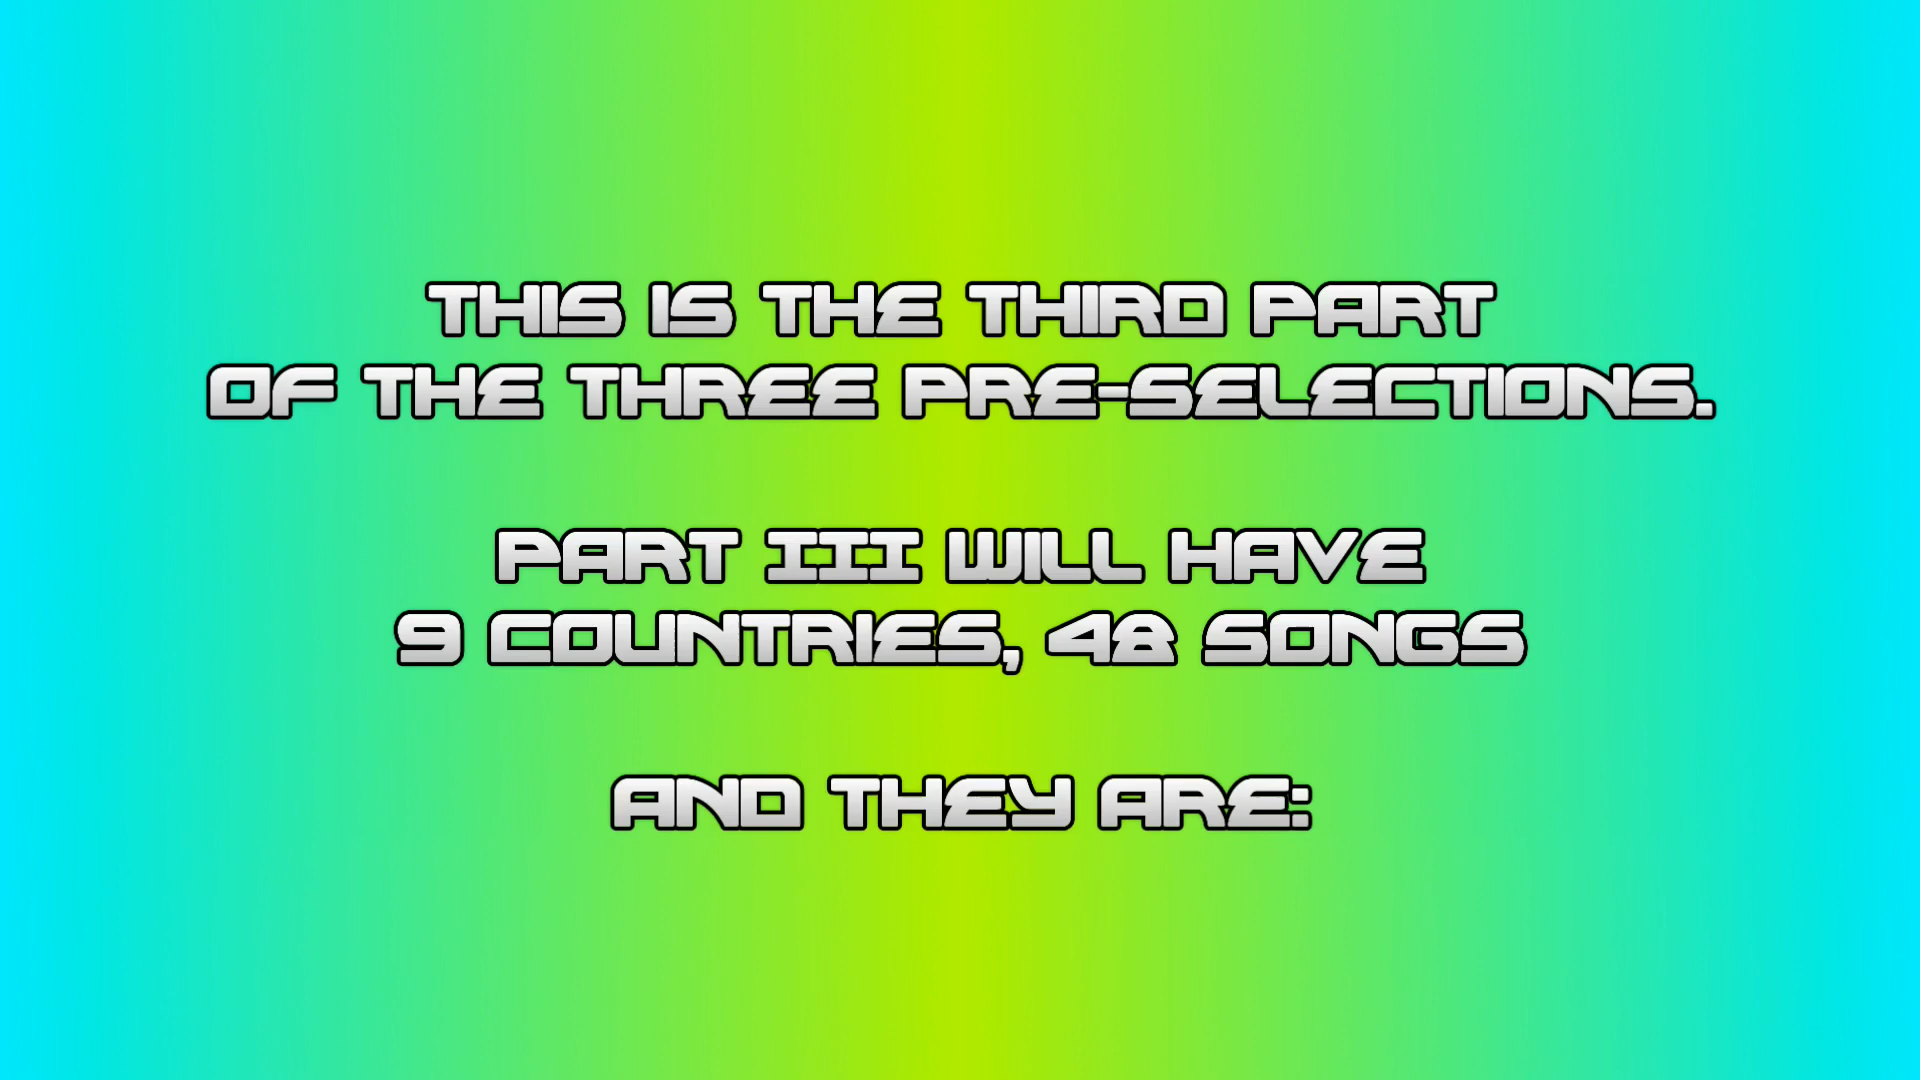 THIS IS THE THIRD PART
OF THE THREE PRE-SELECTIONS.
PART III WILL HAVE
9 COUNTRIES, 48 SONGS
AND THEY ARE: